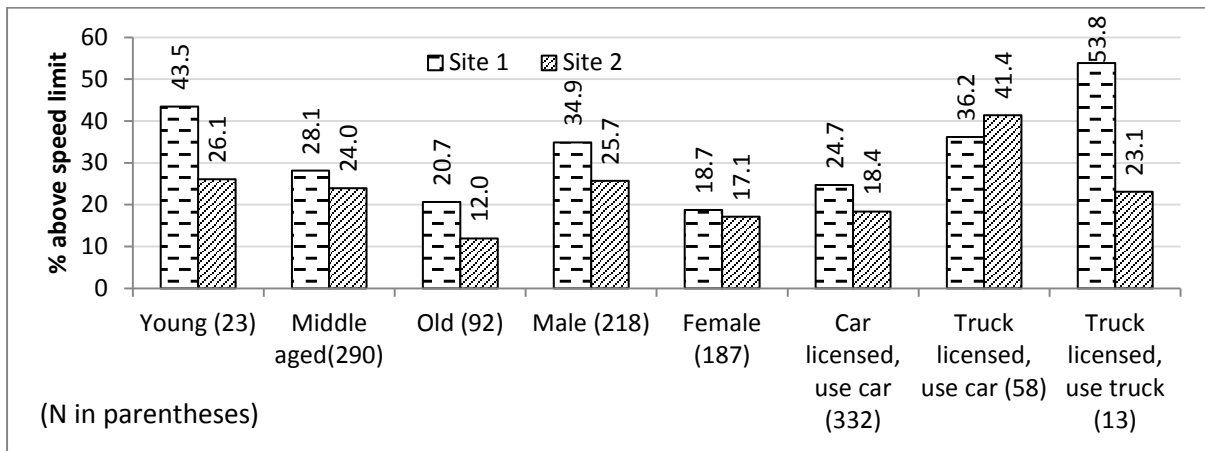 % above speed limit
60
50
40
30
20
10
0
Site 1 Site 2
43.5 26.1 28.1 24.0 20.7 12.0 34.9 25.7 18.7 17.1 24.7 18.4 36.2 41.4 53.8 23.1
Young (23)
Middle
aged(290)
Old (92)
Male (218)
Female
(187)
Car
licensed,
use car
(332)
Truck
licensed,
use car (58)
Truck
licensed,
use truck
(13)
(N in parentheses)